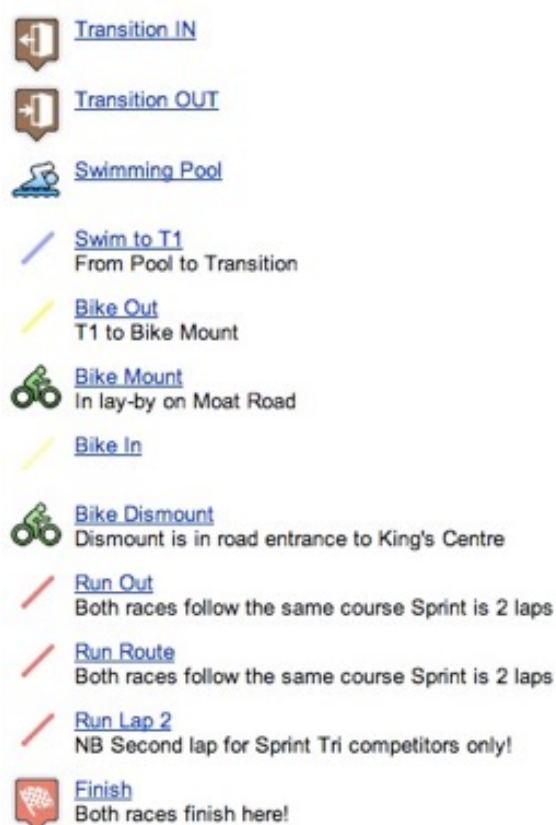 Transition IN
Transition OUT
Swimming Pool
Swim to T1
From Pool to Transition
Bike Out
T1 to Bike Mount
Bike Mount
In lay-by on Moat Road
Bike In
Bike Dismount
Dismount is in road entrance to King's Centre
Run Out
Both races follow the same course Sprint is 2 laps
Run Route
Both races follow the same course Sprint is 2 laps
Run Lap 2
NB Second lap for Sprint Tri competitors only!
Finish
Both races finish here!